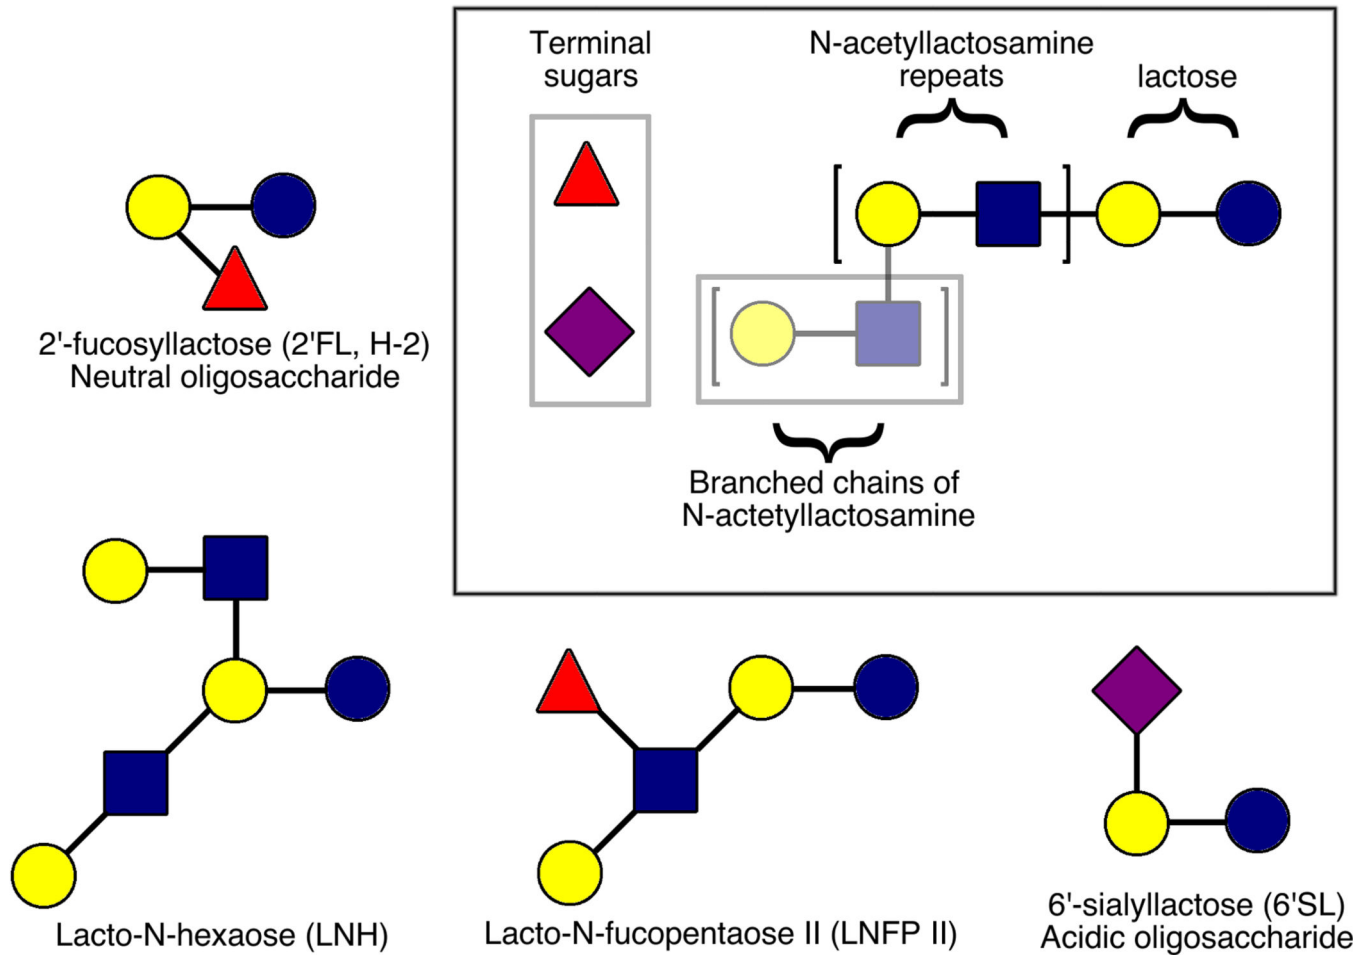 Terminal
sugars
N-acetyllactosamine
repeats
lactose
2'-fucosyllactose (2'FL, H-2)
Neutral oligosaccharide
Branched chains of
N-actetyllactosamine
Lacto-N-hexaose (LNH)
Lacto-N-fucopentaose II (LNFP II)
6'-sialyllactose (6'SL)
Acidic oligosaccharide